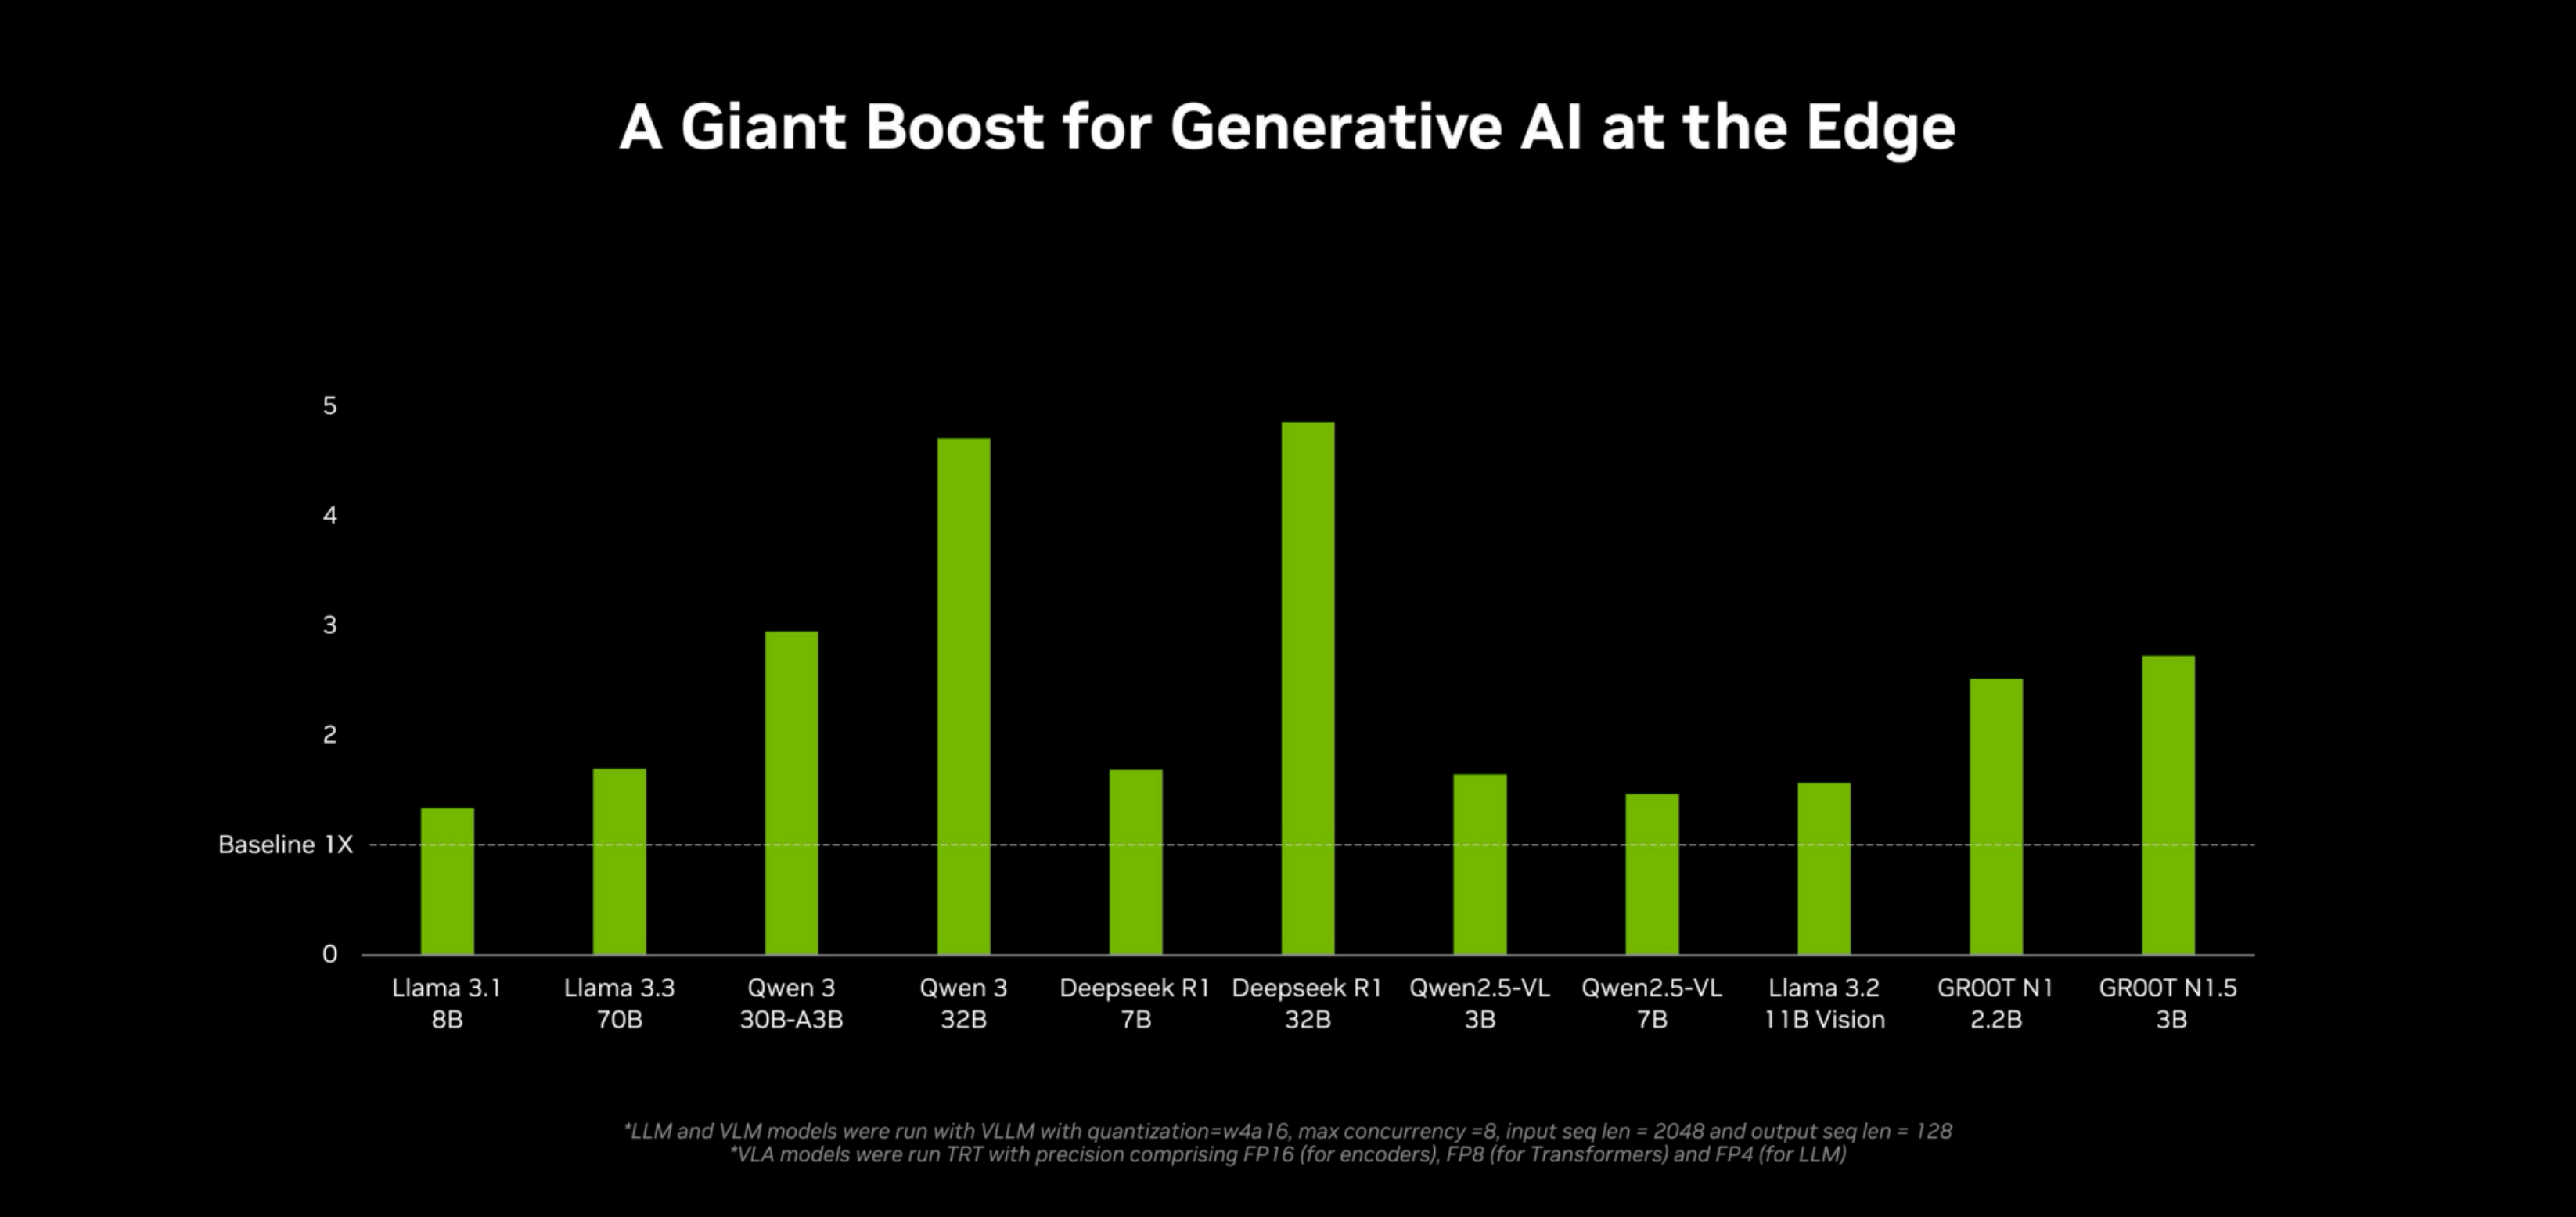 A Giant Boost for Generative AI at the Edge
5
4
3
2
Baseline 1X
0
Llama 3.1
8B
Llama 3.3
70B
Qwen 3
30B-A3B
Qwen 3
32B
Deepseek R1
7B
Deepseek R1
32B
Qwen2.5-VL
3B
Qwen2.5-VL
7B
Llama 3.2
11B Vision
GR00T N1
2.2B
GR00T N1.5
3B
*LLM and VLM models were run with VLLM with quantization=w4a16, max concurrency =8, input seq len = 2048 and output seq len = 128
*VLA models were run TRT with precision comprising FP16 (for encoders), FP8 (for Transformers) and FP4 (for LLM)